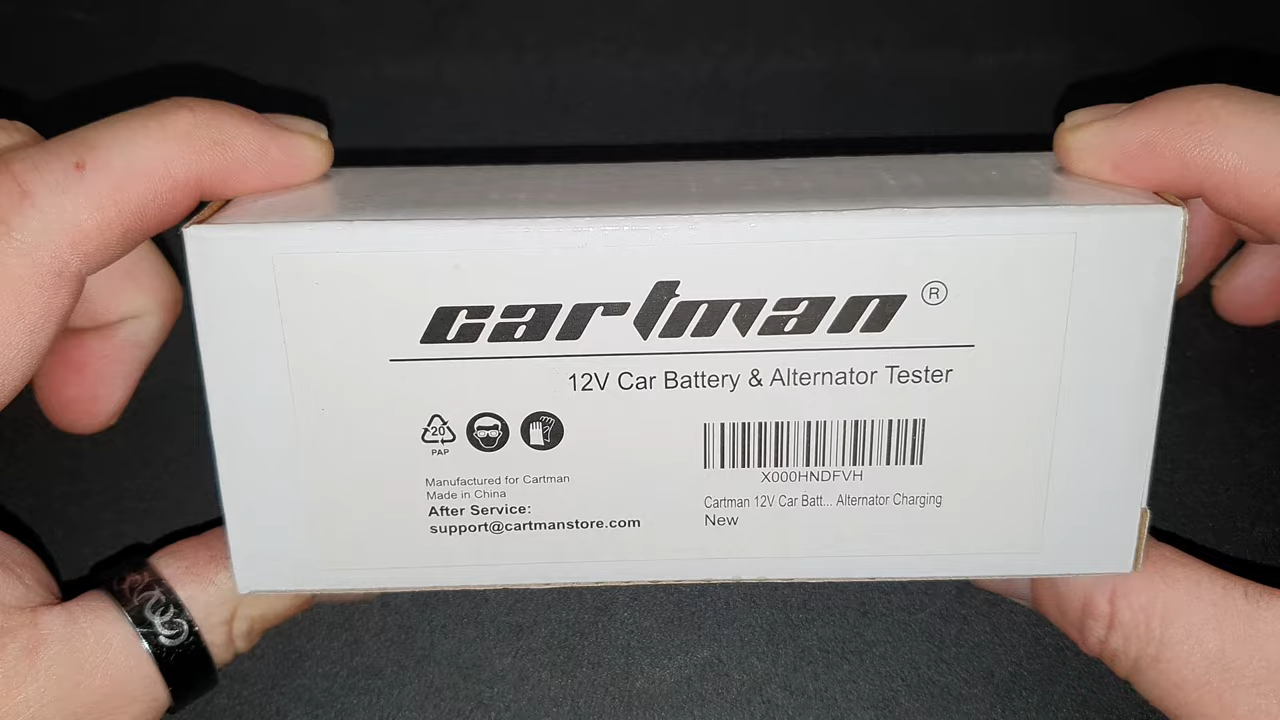 cartman ®
12V Car Battery & Alternator Tester
20
PAP
Manufactured for Cartman
Made in China
After Service:
support@cartmanstore.com
X000HNDFVH
Cartman 12V Car Batt... Alternator Charging
New